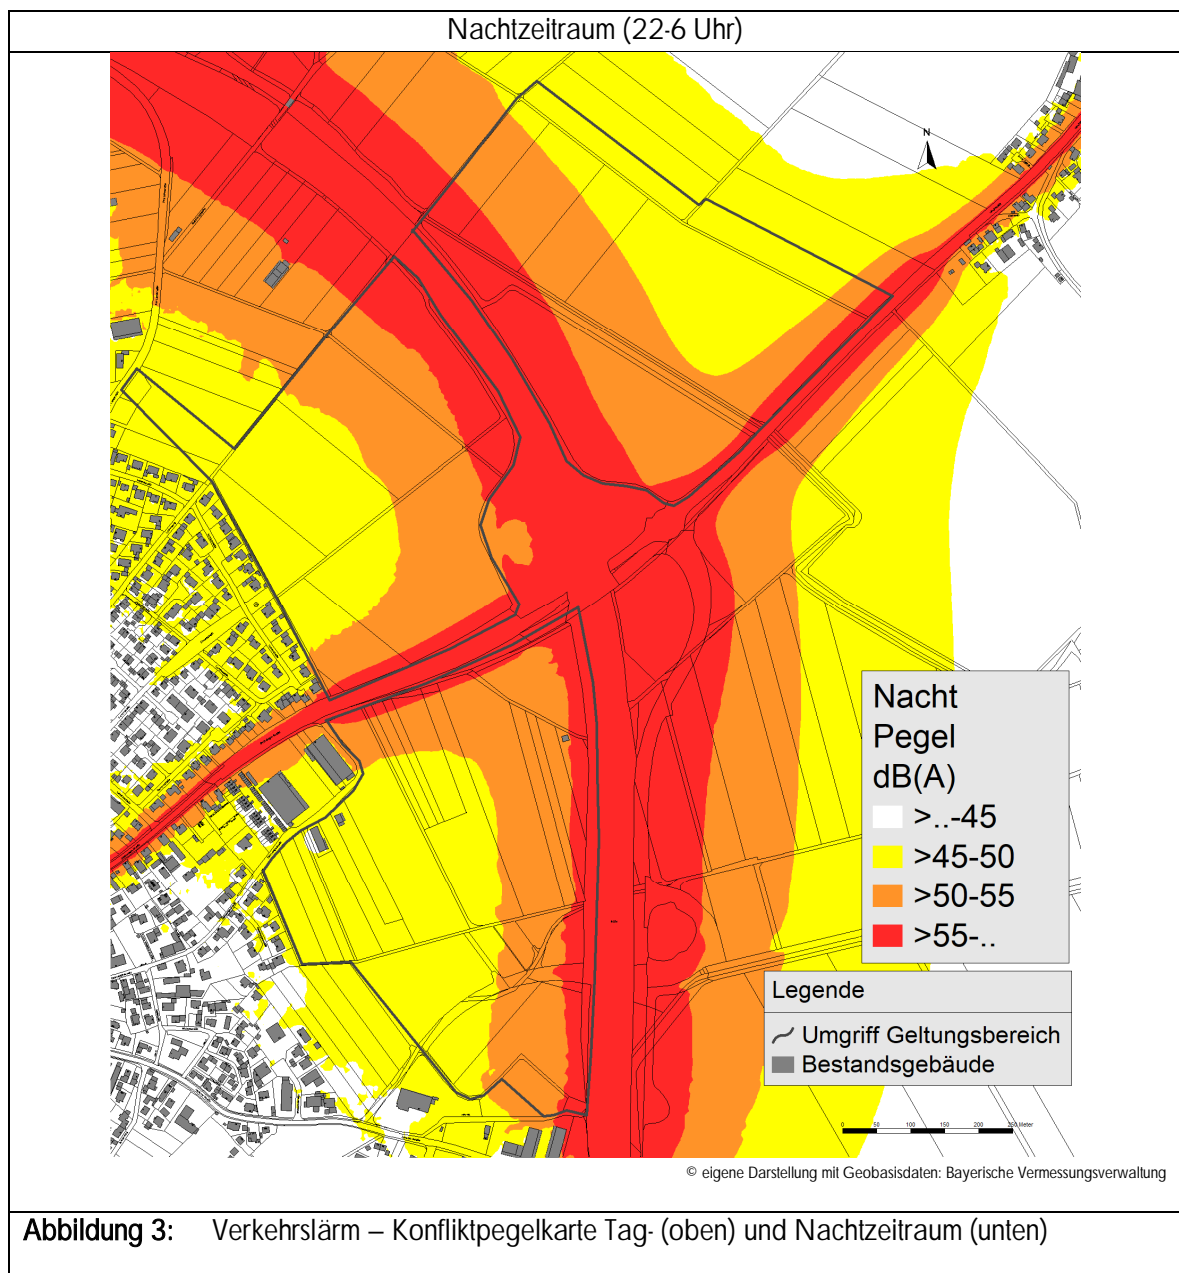 Nachtzeitraum (22-6 Uhr)
N
Nacht
Pegel
dB(A)
>..-45
>45-50
>50-55
>55-..
Legende
Umgriff Geltungsbereich
Bestandsgebäude
0 50 100 150 200 250 Meter
© eigene Darstellung mit Geobasisdaten: Bayerische Vermessungsverwaltung
Abbildung 3: Verkehrslärm – Konfliktpegelkarte Tag- (oben) und Nachtzeitraum (unten)